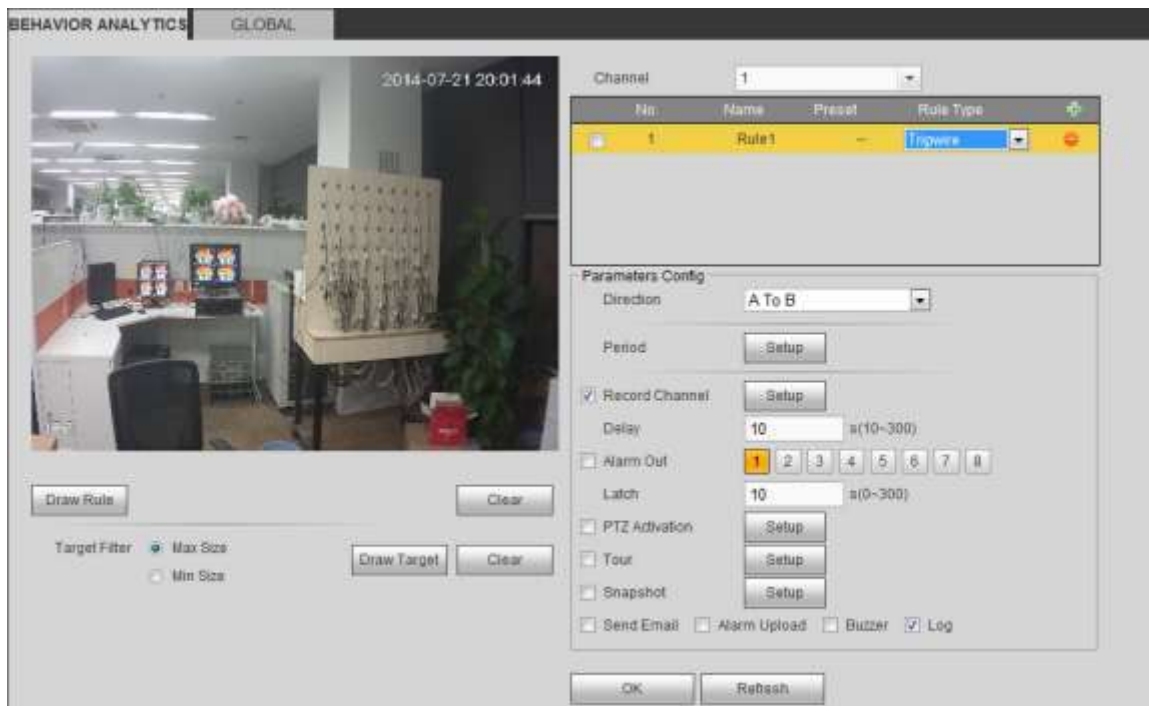 BEHAVIOR ANALYTICS GLOBAL
2014-07-21 20:01:44
Draw Rule Clear
Target Filter Max Size
Min Size
Draw Target Clear
Channel 1
No. Name Preset Rule Type
1 Rule1 -- Tripwire
Parameters Config
Direction A To B
Period Setup
Record Channel Setup
Delay 10 s(10~300)
Alarm Out 1 2 3 4 5 6 7 8
Latch 10 s(0~300)
PTZ Activation Setup
Tour Setup
Snapshot Setup
Send Email Alarm Upload Buzzer Log
OK Refresh